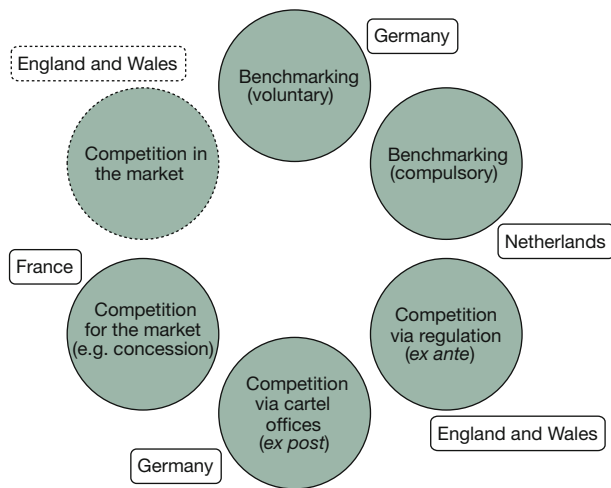 Germany
Benchmarking
(voluntary)
England and Wales
Competition in
the market
Benchmarking
(compulsory)
Netherlands
France
Competition
for the market
(e.g. concession)
Competition
via regulation
(ex ante)
England and Wales
Competition
via cartel
offices
(ex post)
Germany